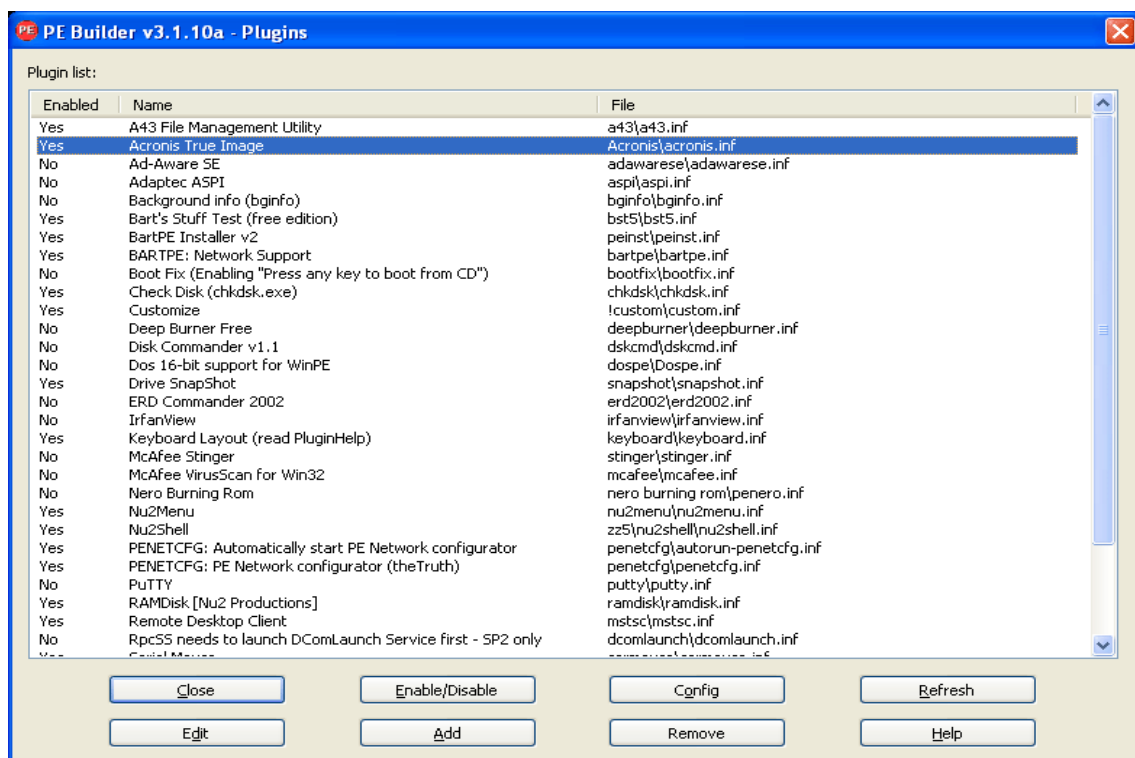 PE Builder v3.1.10a - Plugins
Plugin list:
Enabled Name File
Yes A43 File Management Utility a43\a43.inf
Yes Acronis True Image Acronis\acronis.inf
No Ad-Aware SE adawarese\adawarese.inf
No Adaptec ASPI aspi\aspi.inf
No Background info (bginfo) bginfo\bginfo.inf
Yes Bart's Stuff Test (free edition) bst5\bst5.inf
Yes BartPE Installer v2 peinst\peinst.inf
Yes BARTPE: Network Support bartpe\bartpe.inf
No Boot Fix (Enabling "Press any key to boot from CD") bootfix\bootfix.inf
Yes Check Disk (chkdsk.exe) chkdsk\chkdsk.inf
Yes Customize !custom\custom.inf
No Deep Burner Free deepburner\deepburner.inf
No Disk Commander v1.1 dskcmd\dskcmd.inf
No Dos 16-bit support for WinPE dospe\Dospe.inf
Yes Drive SnapShot snapshot\snapshot.inf
No ERD Commander 2002 erd2002\erd2002.inf
No IrfanView irfanview\irfanview.inf
Yes Keyboard Layout (read PluginHelp) keyboard\keyboard.inf
No McAfee Stinger stinger\stinger.inf
No McAfee VirusScan for Win32 mcafee\mcafee.inf
No Nero Burning Rom nero burning rom\penero.inf
Yes Nu2Menu nu2menu\nu2menu.inf
Yes Nu2Shell zz5\nu2shell\nu2shell.inf
Yes PENETCFG: Automatically start PE Network configurator penetcfg\autorun-penetcfg.inf
Yes PENETCFG: PE Network configurator (theTruth) penetcfg\penetcfg.inf
No PuTTY putty\putty.inf
Yes RAMDisk [Nu2 Productions] ramdisk\ramdisk.inf
Yes Remote Desktop Client mstsc\mstsc.inf
No RpcSS needs to launch DComLaunch Service first - SP2 only dcomlaunch\dcomlaunch.inf
Close Enable/Disable Config Refresh
Edit Add Remove Help